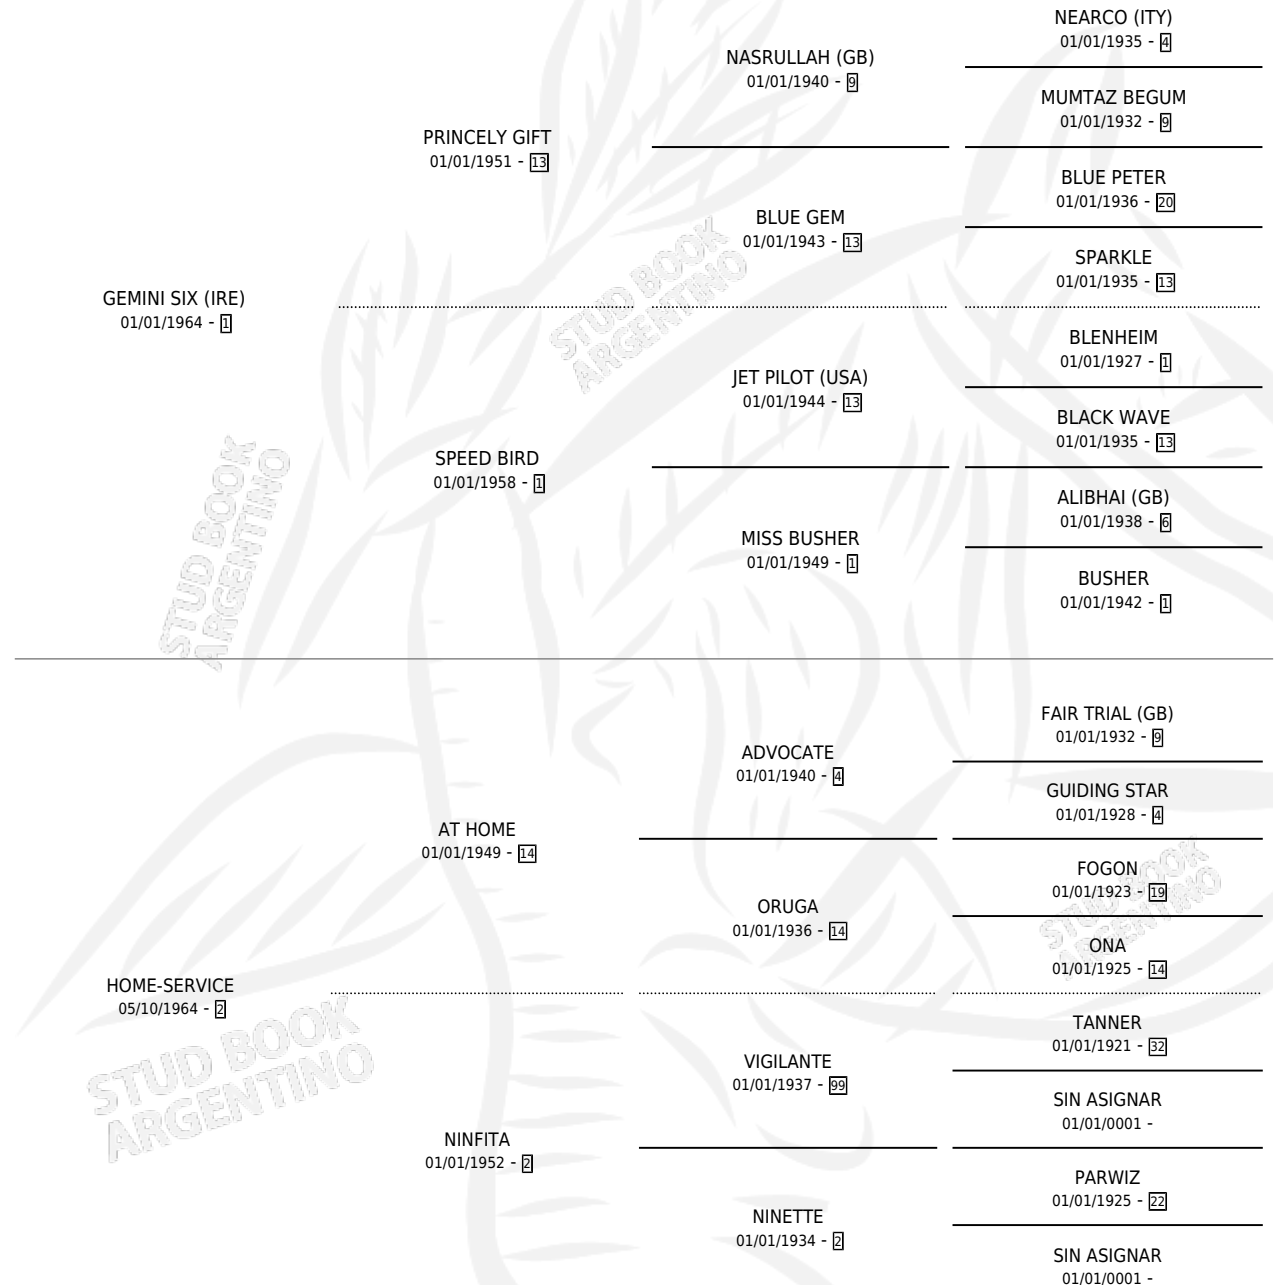 NEARCO (ITY)
01/01/1935 - 4
NASRULLAH (GB)
01/01/1940 - 9
MUMTAZ BEGUM
01/01/1932 - 9
PRINCELY GIFT
01/01/1951 - 13
BLUE PETER
01/01/1936 - 20
BLUE GEM
01/01/1943 - 13
SPARKLE
01/01/1935 - 13
GEMINI SIX (IRE)
01/01/1964 - 1
BLENHEIM
01/01/1927 - 1
JET PILOT (USA)
01/01/1944 - 13
BLACK WAVE
01/01/1935 - 13
SPEED BIRD
01/01/1958 - 1
ALIBHAI (GB)
01/01/1938 - 6
MISS BUSHER
01/01/1949 - 1
BUSHER
01/01/1942 - 1
FAIR TRIAL (GB)
01/01/1932 - 9
ADVOCATE
01/01/1940 - 4
GUIDING STAR
01/01/1928 - 4
AT HOME
01/01/1949 - 14
FOGON
01/01/1923 - 19
ORUGA
01/01/1936 - 14
ONA
01/01/1925 - 14
HOME-SERVICE
05/10/1964 - 2
TANNER
01/01/1921 - 32
VIGILANTE
01/01/1937 - 99
SIN ASIGNAR
01/01/0001 -
NINFITA
01/01/1952 - 2
PARWIZ
01/01/1925 - 22
NINETTE
01/01/1934 - 2
SIN ASIGNAR
01/01/0001 -
STUD BOOK
ARGENTINO
STUD BOOK
ARGENTINO
STUD BOOK
ARGENTINO
STUD BOOK
ARGENTINO